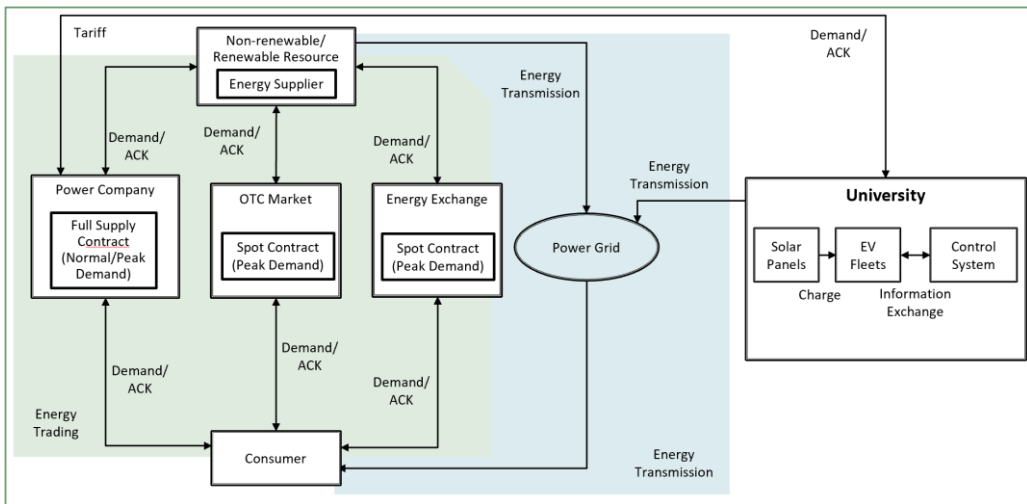 Tariff
Non-renewable/
Renewable Resource
Energy Supplier
Demand/
ACK
Energy
Transmission
Demand/
ACK
Demand/
ACK
Demand/
ACK
Energy
Transmission
Power Company
Full Supply
Contract
(Normal/Peak
Demand)
OTC Market
Spot Contract
(Peak Demand)
Energy Exchange
Spot Contract
(Peak Demand)
Power Grid
University
Solar
Panels
EV
Fleets
Control
System
Charge
Information
Exchange
Demand/
ACK
Demand/
ACK
Demand/
ACK
Energy
Trading
Consumer
Energy
Transmission